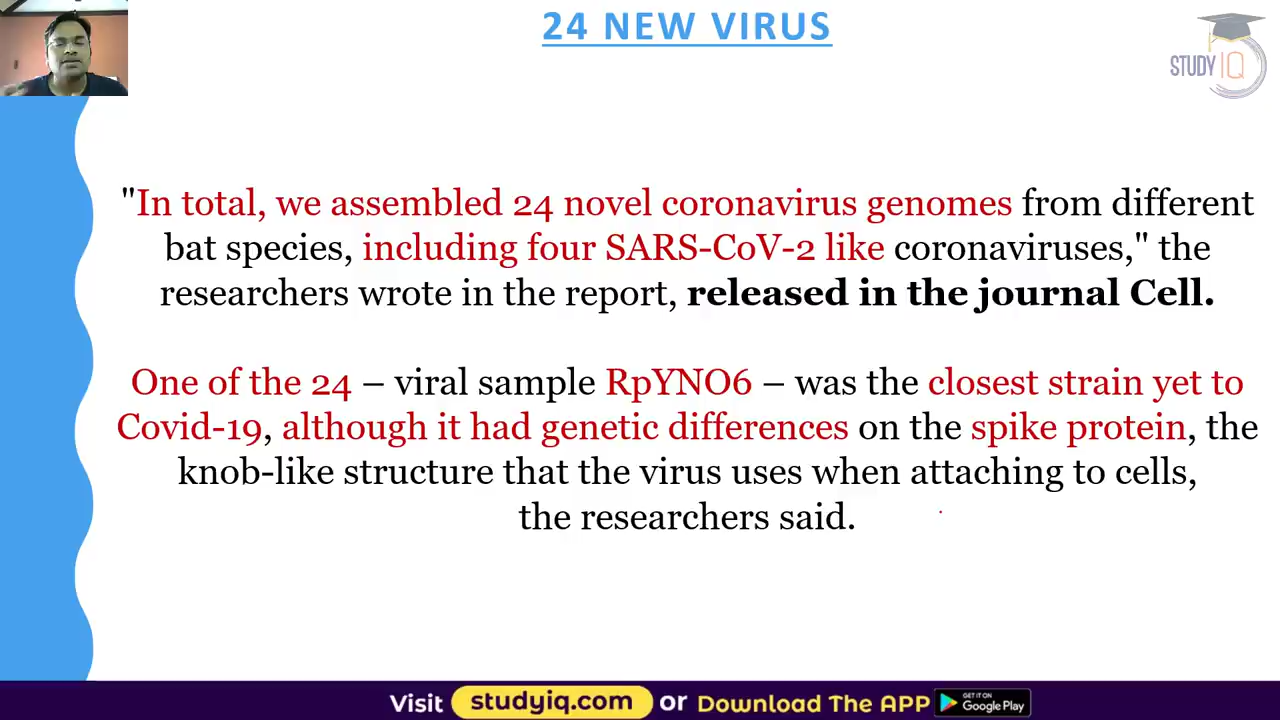 24 NEW VIRUS
STUDY IQ
"In total, we assembled 24 novel coronavirus genomes from different
bat species, including four SARS-CoV-2 like coronaviruses," the
researchers wrote in the report, released in the journal Cell.
One of the 24 – viral sample RpYNO6 – was the closest strain yet to
Covid-19, although it had genetic differences on the spike protein, the
knob-like structure that the virus uses when attaching to cells,
the researchers said.
Visit studyiq.com or Download The APP GET IT ON Google Play